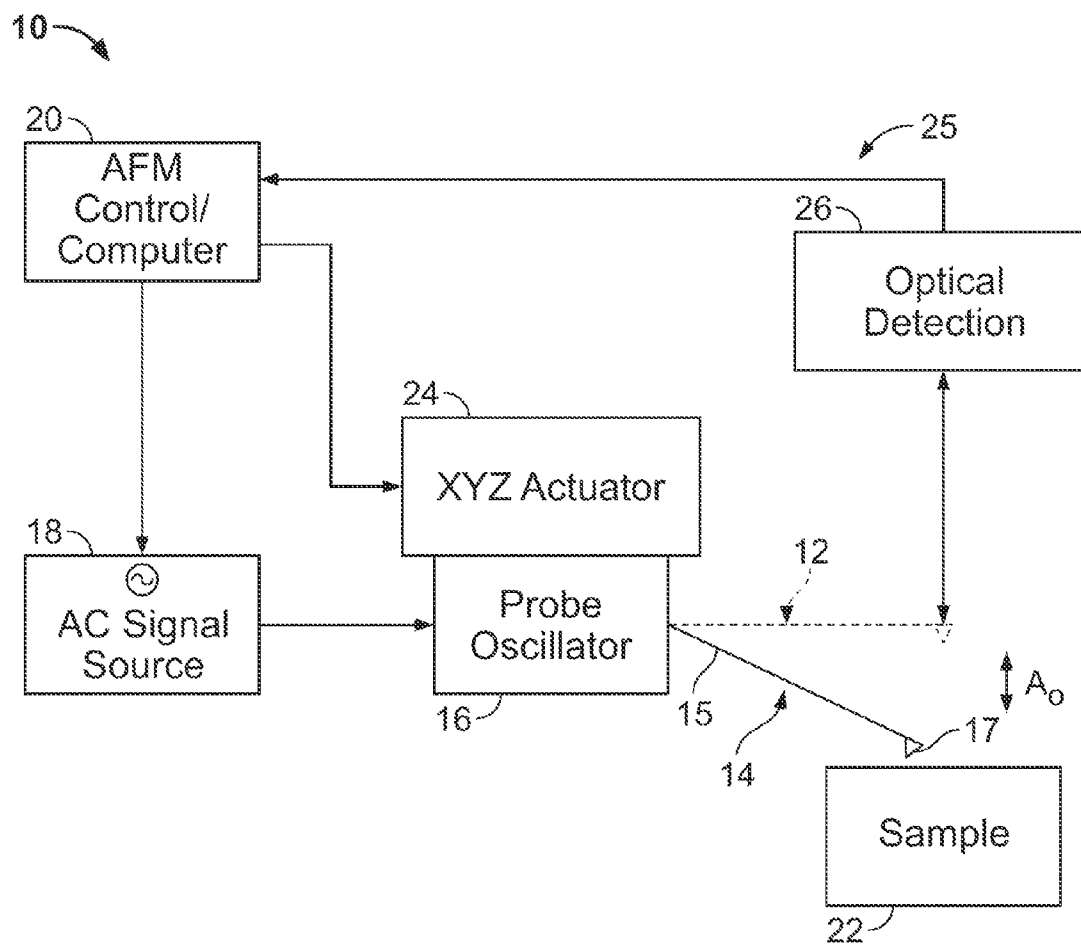 10
20
AFM
Control/
Computer
25
26
Optical
Detection
24
XYZ Actuator
18
AC Signal
Source
Probe
Oscillator
12
16
15
14
A₀
17
Sample
22